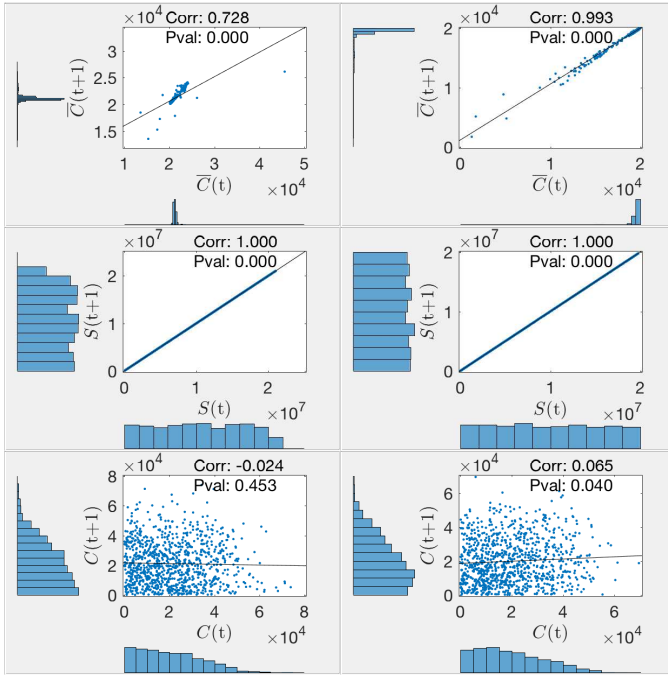 ×10⁴ Corr: 0.728
Pval: 0.000
C̅(t+1)
3
2.5
2
1.5
1 2 3 4 5
C̅(t) ×10⁴
×10⁴ Corr: 0.993
Pval: 0.000
C̅(t+1)
2
1
0
0 1 2
C̅(t) ×10⁴
×10⁷ Corr: 1.000
Pval: 0.000
S(t+1)
2
1
0
0 1 2
S(t) ×10⁷
×10⁷ Corr: 1.000
Pval: 0.000
S(t+1)
2
1
0
0 1 2
S(t) ×10⁷
×10⁴ Corr: -0.024
Pval: 0.453
C(t+1)
8
6
4
2
0
0 2 4 6 8
C(t) ×10⁴
×10⁴ Corr: 0.065
Pval: 0.040
C(t+1)
6
4
2
0
0 2 4 6
C(t) ×10⁴